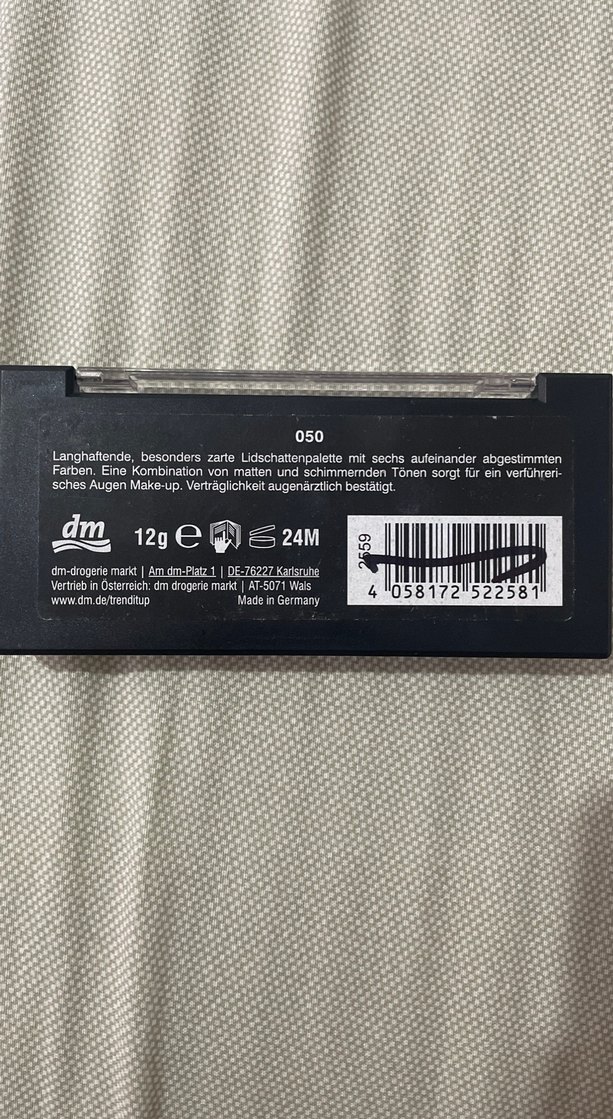 050
Langhaftende, besonders zarte Lidschattenpalette mit sechs aufeinander abgestimmten
Farben. Eine Kombination von matten und schimmernden Tönen sorgt für ein verführeri-
sches Augen Make-up. Verträglichkeit augenärztlich bestätigt.
dm
12g ℮ 24M
dm-drogerie markt | Am dm-Platz 1 | DE-76227 Karlsruhe
Vertrieb in Österreich: dm drogerie markt | AT-5071 Wals
www.dm.de/trenditup Made in Germany
2559
4 058172 522581